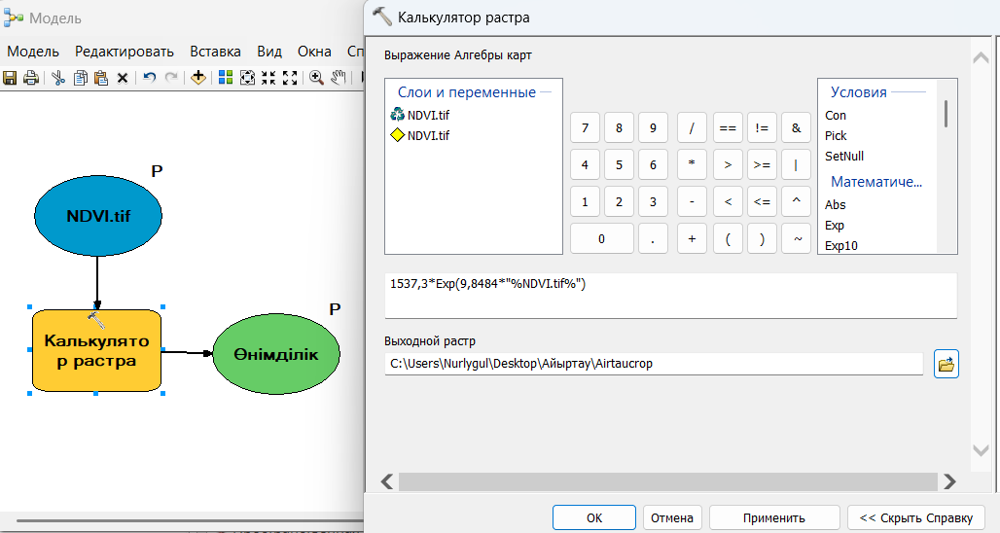 Модель
Модель Редактировать Вставка Вид Окна Сп
P
NDVI.tif
Калькулято
р растра
P
Өнімділік
Калькулятор растра
Выражение Алгебры карт
Слои и переменные
NDVI.tif
NDVI.tif
7 8 9 / == != &
4 5 6 * > >= |
1 2 3 - < <= ^
0 . + ( ) ~
Условия
Con
Pick
SetNull
Математиче...
Abs
Exp
Exp10
1537,3*Exp(9,8484*"%NDVI.tif%")
Выходной растр
C:\Users\Nurlygul\Desktop\Айыртау\Airtaucrop
ОК Отмена Применить << Скрыть Справку